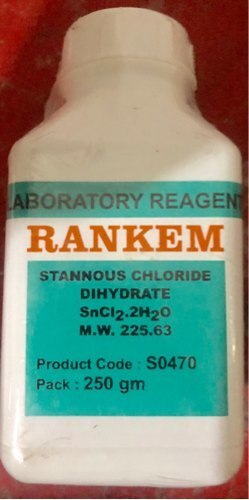 LABORATORY REAGENT
RANKEM
STANNOUS CHLORIDE
DIHYDRATE
SnCl₂.2H₂O
M.W. 225.63
Product Code : S0470
Pack : 250 gm